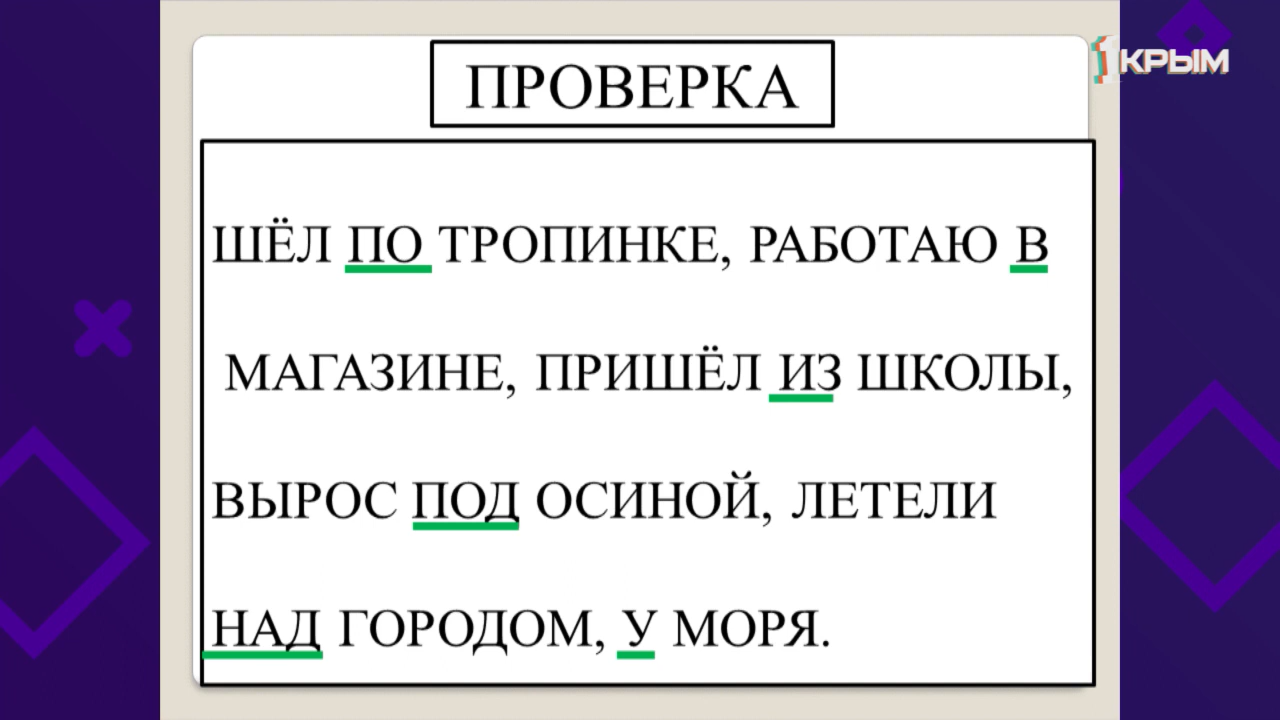 ПРОВЕРКА
1КРЫМ
ШЁЛ ПО ТРОПИНКЕ, РАБОТАЮ В
МАГАЗИНЕ, ПРИШЁЛ ИЗ ШКОЛЫ,
ВЫРОС ПОД ОСИНОЙ, ЛЕТЕЛИ
НАД ГОРОДОМ, У МОРЯ.